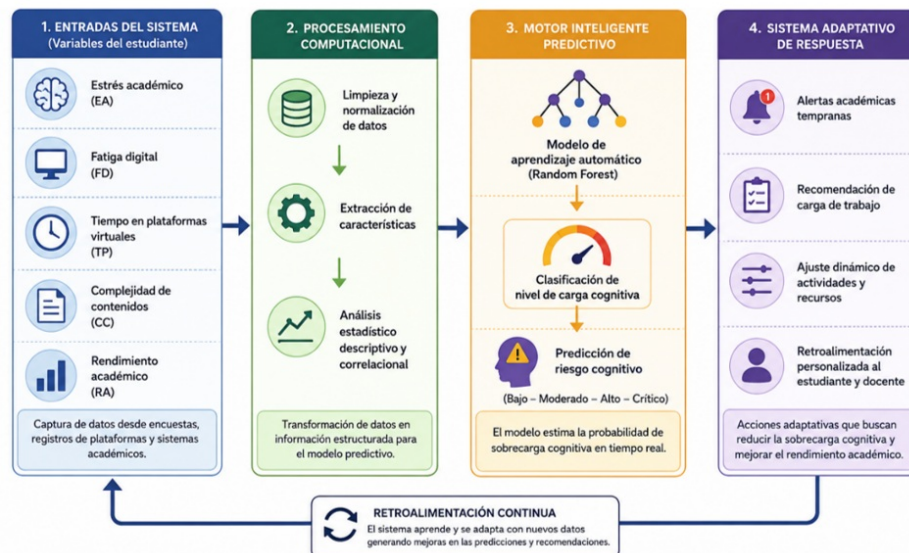 1. ENTRADAS DEL SISTEMA
(Variables del estudiante)
Estrés académico
(EA)
Fatiga digital
(FD)
Tiempo en plataformas
virtuales
(TP)
Complejidad de
contenidos
(CC)
Rendimiento
académico
(RA)
Captura de datos desde encuestas,
registros de plataformas y sistemas
académicos.
2. PROCESAMIENTO
COMPUTACIONAL
Limpieza y
normalización
de datos
Extracción de
características
Análisis
estadístico
descriptivo y
correlacional
Transformación de datos en
información estructurada para
el modelo predictivo.
3. MOTOR INTELIGENTE
PREDICTIVO
Modelo de
aprendizaje automático
(Random Forest)
Clasificación de
nivel de carga cognitiva
Predicción de
riesgo cognitivo
(Bajo – Moderado – Alto – Crítico)
El modelo estima la probabilidad de
sobrecarga cognitiva en tiempo real.
4. SISTEMA ADAPTATIVO
DE RESPUESTA
1
Alertas académicas
tempranas
Recomendación de
carga de trabajo
Ajuste dinámico de
actividades y
recursos
Retroalimentación
personalizada al
estudiante y docente
Acciones adaptativas que buscan
reducir la sobrecarga cognitiva y
mejorar el rendimiento académico.
RETROALIMENTACIÓN CONTINUA
El sistema aprende y se adapta con nuevos datos
generando mejoras en las predicciones y recomendaciones.